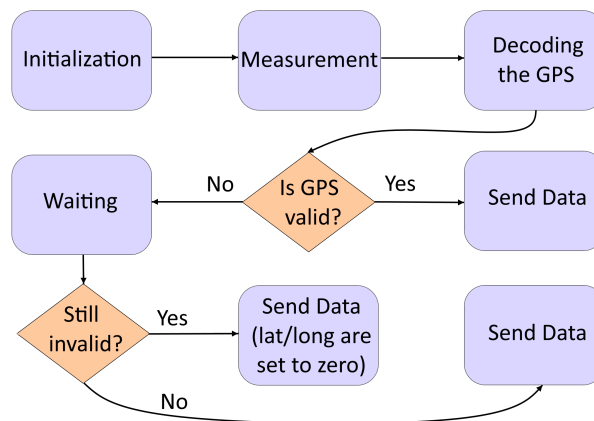 Initialization
Measurement
Decoding
the GPS
Is GPS
valid?
No
Yes
Waiting
Send Data
Still
invalid?
Yes
Send Data
(lat/long are
set to zero)
Send Data
No